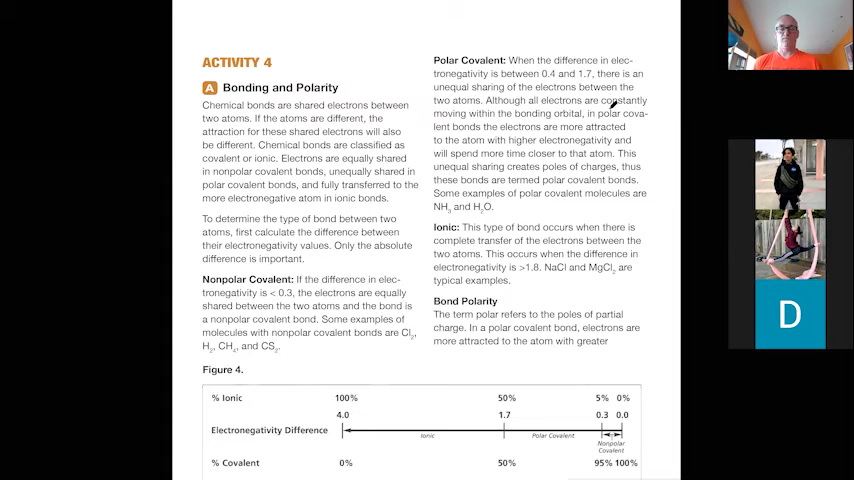 ACTIVITY 4
A Bonding and Polarity
Chemical bonds are shared electrons between
two atoms. If the atoms are different, the
attraction for these shared electrons will also
be different. Chemical bonds are classified as
covalent or ionic. Electrons are equally shared
in nonpolar covalent bonds, unequally shared in
polar covalent bonds, and fully transferred to the
more electronegative atom in ionic bonds.
To determine the type of bond between two
atoms, first calculate the difference between
their electronegativity values. Only the absolute
difference is important.
Nonpolar Covalent: If the difference in elec-
tronegativity is < 0.3, the electrons are equally
shared between the two atoms and the bond is
a nonpolar covalent bond. Some examples of
molecules with nonpolar covalent bonds are Cl₂,
H₂, CH₄, and CS₂.
Polar Covalent: When the difference in elec-
tronegativity is between 0.4 and 1.7, there is an
unequal sharing of the electrons between the
two atoms. Although all electrons are constantly
moving within the bonding orbital, in polar cova-
lent bonds the electrons are more attracted
to the atom with higher electronegativity and
will spend more time closer to that atom. This
unequal sharing creates poles of charges, thus
these bonds are termed polar covalent bonds.
Some examples of polar covalent molecules are
NH₃ and H₂O.
Ionic: This type of bond occurs when there is
complete transfer of the electrons between the
two atoms. This occurs when the difference in
electronegativity is >1.8. NaCl and MgCl₂ are
typical examples.
Bond Polarity
The term polar refers to the poles of partial
charge. In a polar covalent bond, electrons are
more attracted to the atom with greater
Figure 4.
% Ionic 100% 50% 5% 0%
4.0 1.7 0.3 0.0
Electronegativity Difference
Ionic Polar Covalent
Nonpolar
Covalent
% Covalent 0% 50% 95% 100%
D